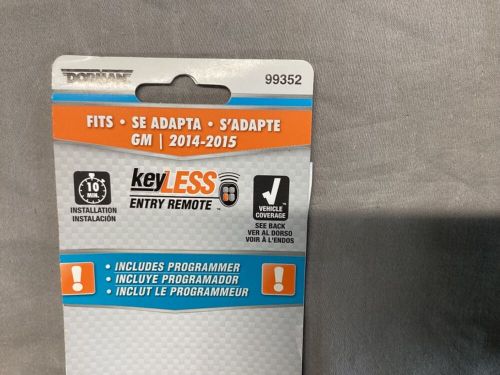 DORMAN
99352
FITS • SE ADAPTA • S'ADAPTE
GM | 2014-2015
10
MIN.
INSTALLATION
INSTALACIÓN
keyLESS
ENTRY REMOTE™
VEHICLE
COVERAGE
SEE BACK
VER AL DORSO
VOIR À L'ENDOS
!
• INCLUDES PROGRAMMER
• INCLUYE PROGRAMADOR
• INCLUT LE PROGRAMMEUR
!